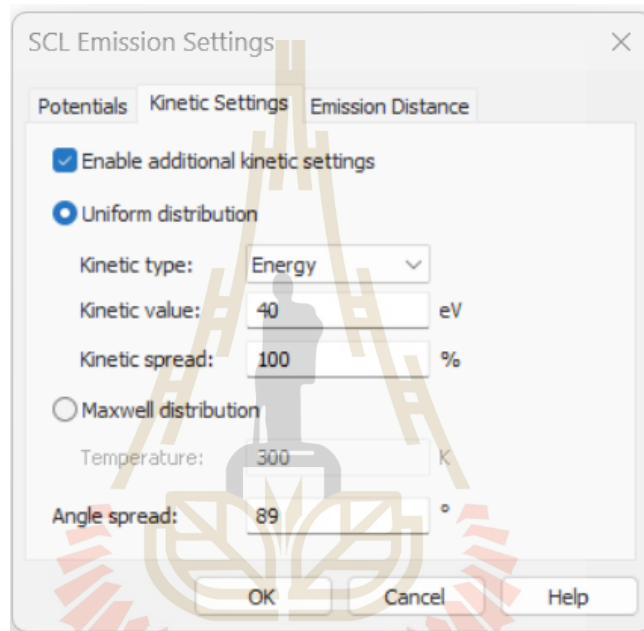 SCL Emission Settings
Potentials Kinetic Settings Emission Distance
Enable additional kinetic settings
Uniform distribution
Kinetic type: Energy
Kinetic value: 40 eV
Kinetic spread: 100 %
Maxwell distribution
Temperature: 300 K
Angle spread: 89 °
OK Cancel Help